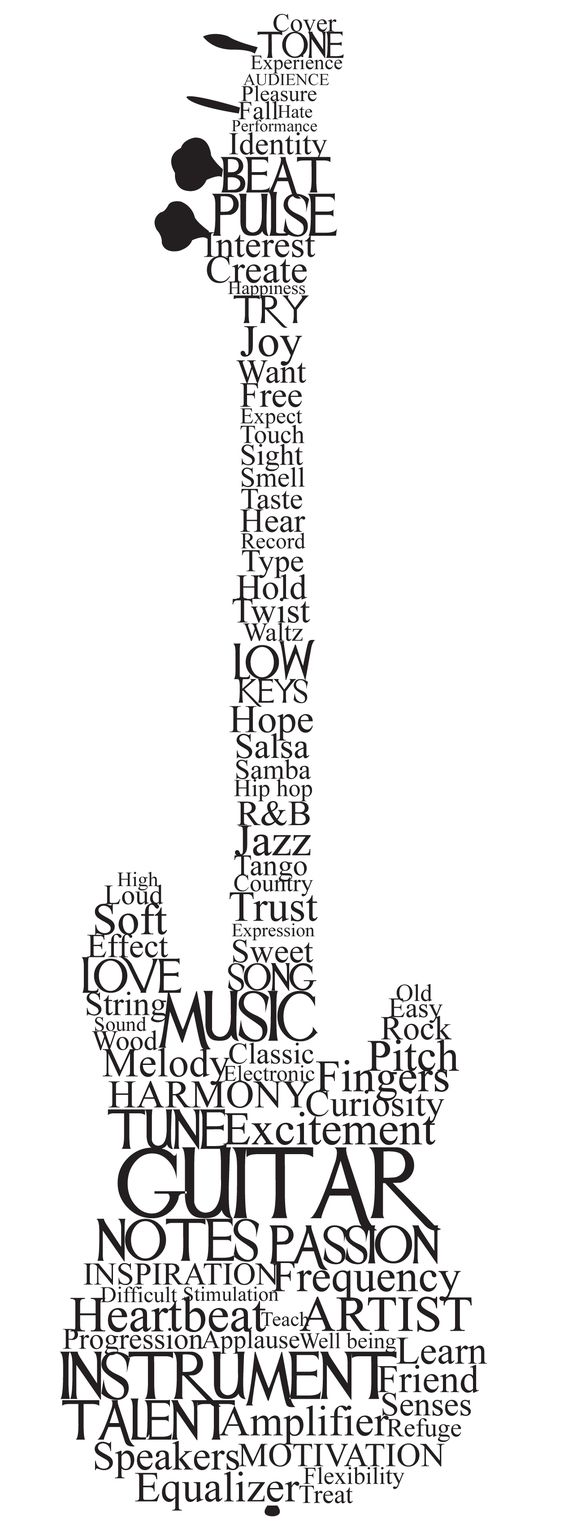 Cover
TONE
Experience
AUDIENCE
Pleasure
Fall Hate
Performance
Identity
BEAT
PULSE
Interest
Create
Happiness
TRY
Joy
Want
Free
Expect
Touch
Sight
Smell
Taste
Hear
Record
Type
Hold
Twist
Waltz
LOW
KEYS
Hope
Salsa
Samba
Hip hop
R&B
Jazz
Tango
Country
Trust
Expression
Sweet
SONG
High
Loud
Soft
Effect
LOVE
String
Sound
Wood
MUSIC
Old
Easy
Rock
Pitch
Melody Classic
Electronic Fingers
HARMONY Curiosity
TUNE Excitement
GUITAR
NOTES PASSION
INSPIRATION Frequency
Difficult Stimulation
Heartbeat Teach ARTIST
Progression Applause Well being Learn
INSTRUMENT Friend
Senses
TALENT Amplifier Refuge
Speakers MOTIVATION
Equalizer Flexibility
Treat